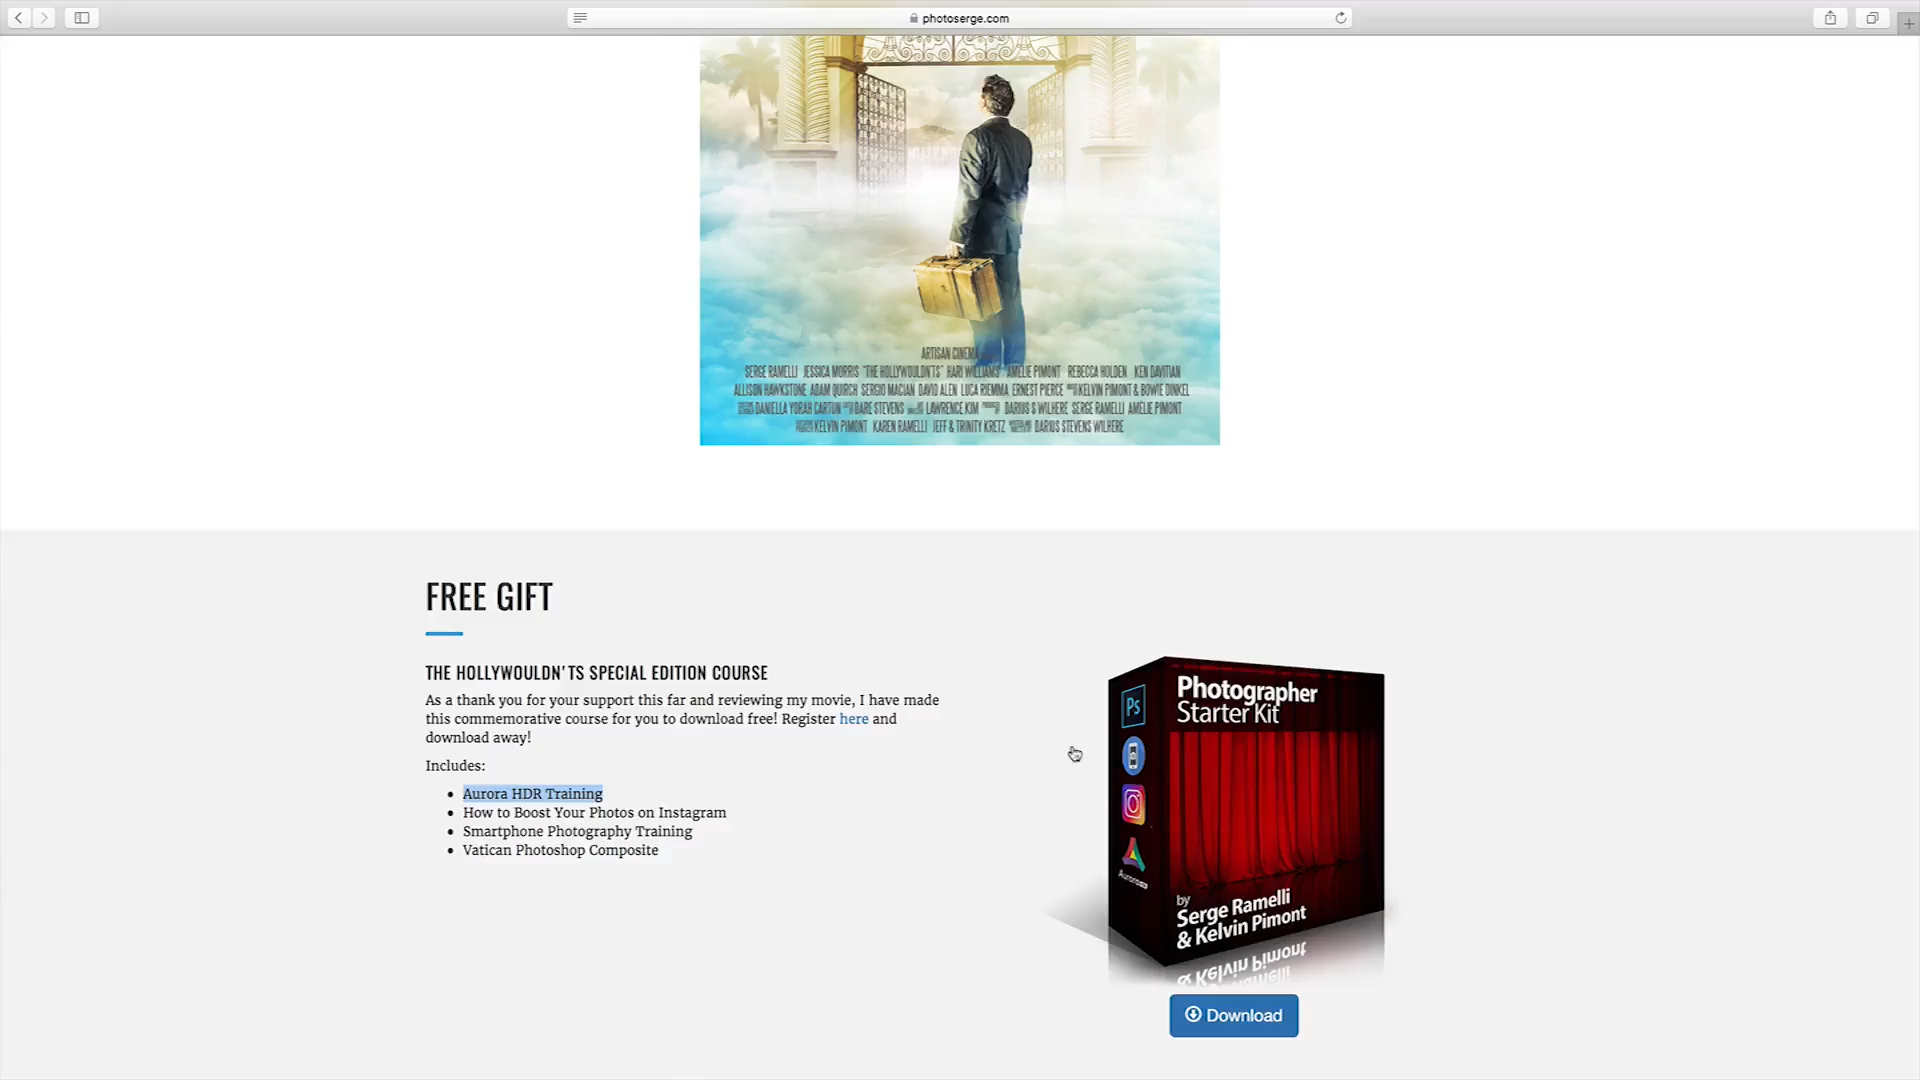 photoserge.com
ARTISAN CINEMA
SERGE RAMELLI JESSICA MORRIS "THE HOLLYWOULDN'TS" HARI WILLIAMS AMELIE PIMONT REBECCA HOLDEN KEN DAVITIAN
ALLISON HAWKSTONE ADAM QUIRCH SERGIO MACIAN DAVID ALEN LUCA RIEMMA ERNEST PIERCE KELVIN PIMONT & BOWIE DINKEL
DANIELLA YORAH CARTUN DARE STEVENS LAWRENCE KIM DARIUS S WILHERE SERGE RAMELLI AMELIE PIMONT
KELVIN PIMONT KAREN RAMELLI JEFF & TRINITY KRETZ DARIUS STEVENS WILHERE
FREE GIFT
THE HOLLYWOULDN'TS SPECIAL EDITION COURSE
As a thank you for your support this far and reviewing my movie, I have made
this commemorative course for you to download free! Register here and
download away!
Includes:
• Aurora HDR Training
• How to Boost Your Photos on Instagram
• Smartphone Photography Training
• Vatican Photoshop Composite
Photographer
Starter Kit
Ps
Aurora
by
Serge Ramelli
& Kelvin Pimont
Download